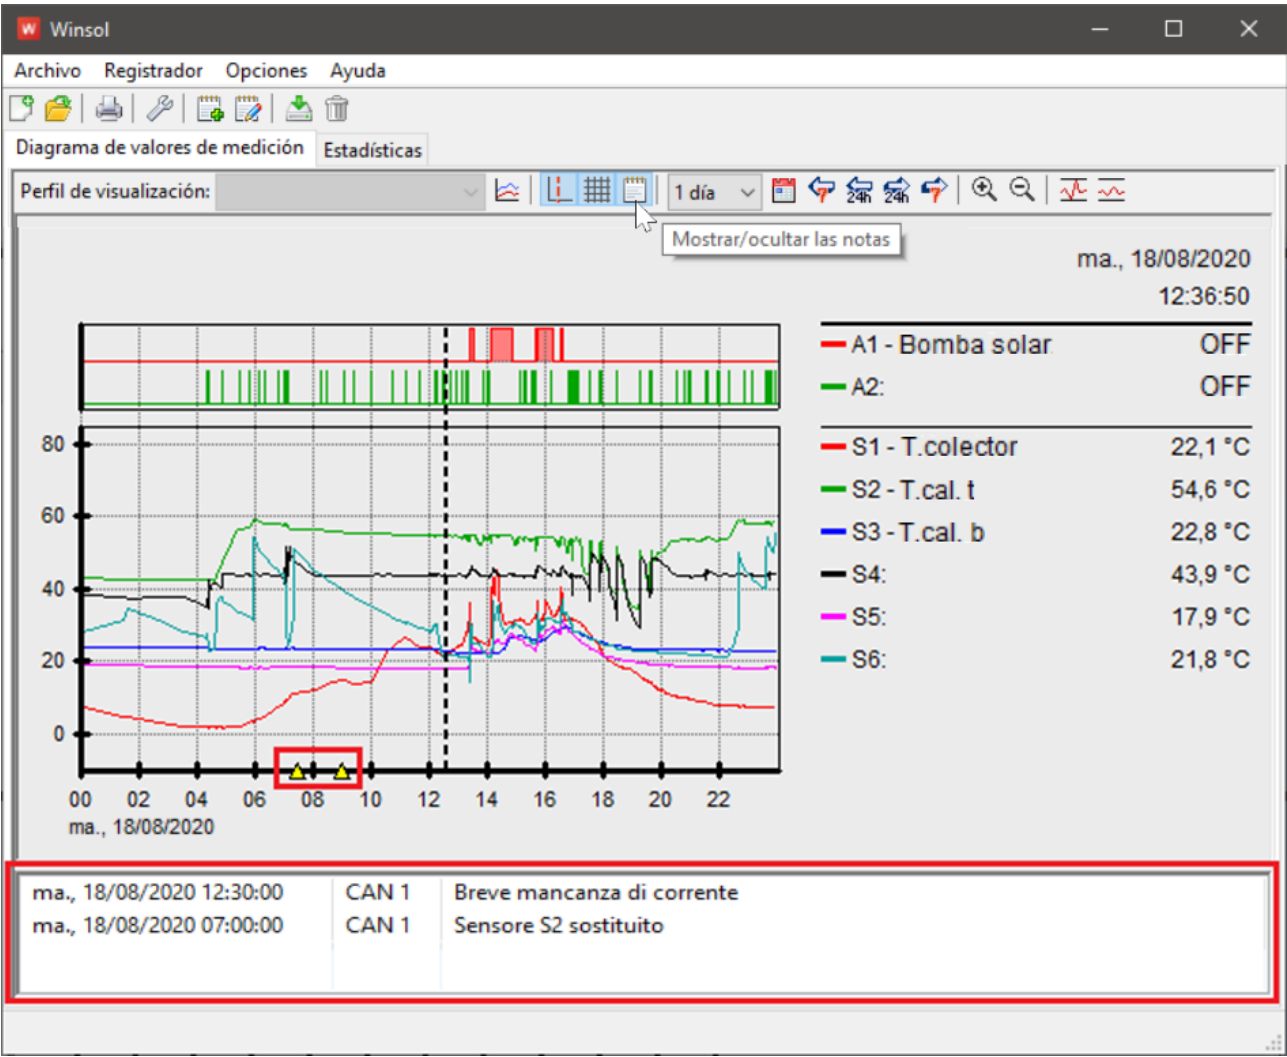 Winsol
Archivo Registrador Opciones Ayuda
Diagrama de valores de medición Estadísticas
Perfil de visualización: 1 día
24h 24h
Mostrar/ocultar las notas
ma., 18/08/2020
12:36:50
A1 - Bomba solar OFF
A2: OFF
S1 - T.colector 22,1 °C
S2 - T.cal. t 54,6 °C
S3 - T.cal. b 22,8 °C
S4: 43,9 °C
S5: 17,9 °C
S6: 21,8 °C
80
60
40
20
0
00 02 04 06 08 10 12 14 16 18 20 22
ma., 18/08/2020
ma., 18/08/2020 12:30:00 CAN 1 Breve mancanza di corrente
ma., 18/08/2020 07:00:00 CAN 1 Sensore S2 sostituito